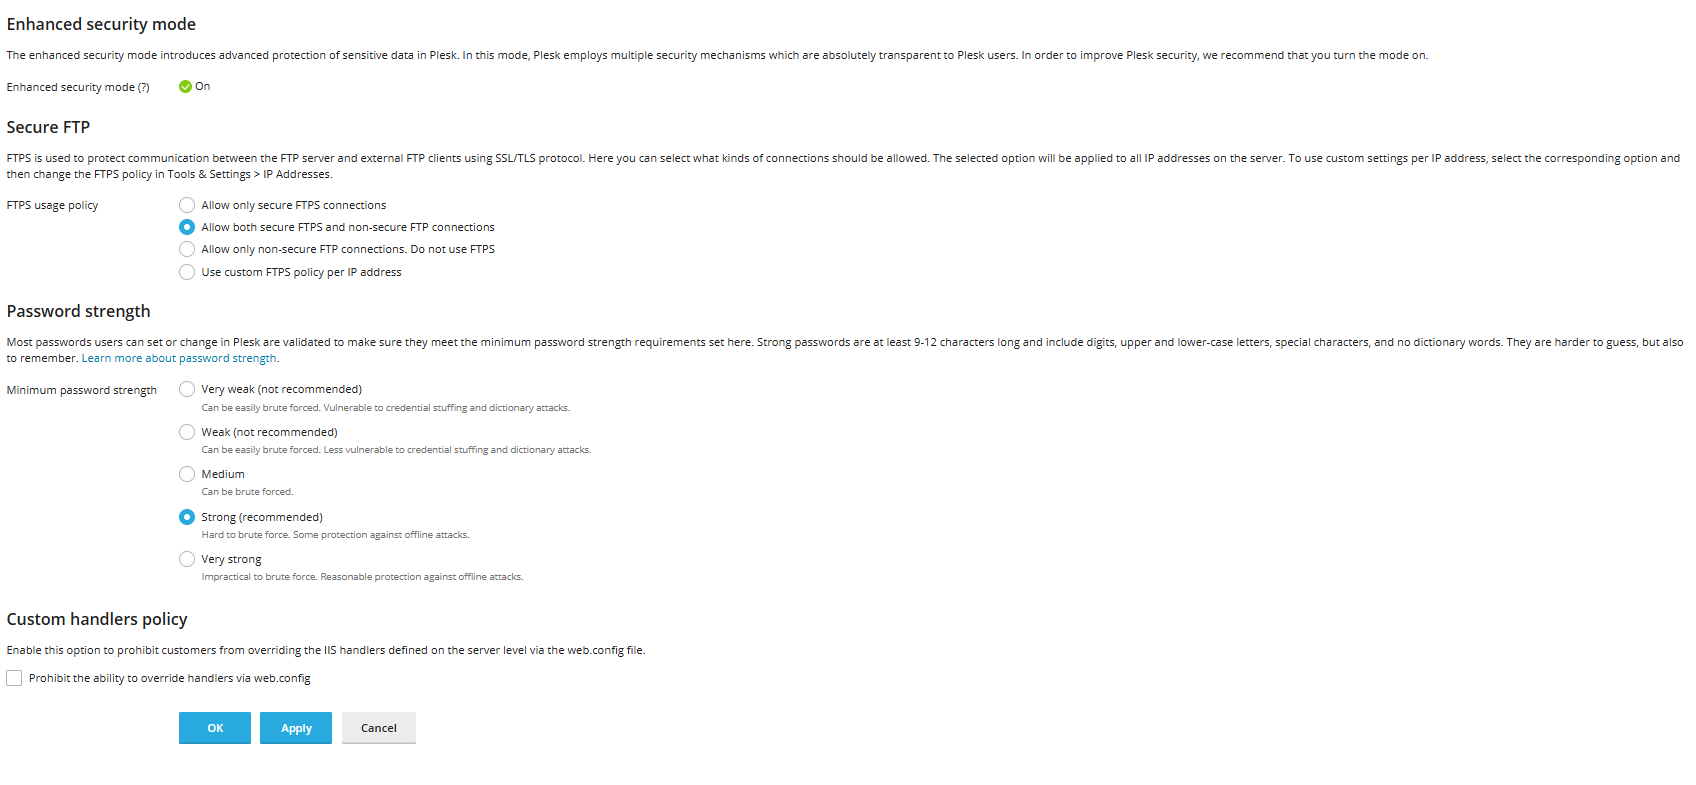 Enhanced security mode
The enhanced security mode introduces advanced protection of sensitive data in Plesk. In this mode, Plesk employs multiple security mechanisms which are absolutely transparent to Plesk users. In order to improve Plesk security, we recommend that you turn the mode on.
Enhanced security mode (?) On
Secure FTP
FTPS is used to protect communication between the FTP server and external FTP clients using SSL/TLS protocol. Here you can select what kinds of connections should be allowed. The selected option will be applied to all IP addresses on the server. To use custom settings per IP address, select the corresponding option and
then change the FTPS policy in Tools & Settings > IP Addresses.
FTPS usage policy Allow only secure FTPS connections
Allow both secure FTPS and non-secure FTP connections
Allow only non-secure FTP connections. Do not use FTPS
Use custom FTPS policy per IP address
Password strength
Most passwords users can set or change in Plesk are validated to make sure they meet the minimum password strength requirements set here. Strong passwords are at least 9-12 characters long and include digits, upper and lower-case letters, special characters, and no dictionary words. They are harder to guess, but also
to remember. Learn more about password strength.
Minimum password strength Very weak (not recommended)
Can be easily brute forced. Vulnerable to credential stuffing and dictionary attacks.
Weak (not recommended)
Can be easily brute forced. Less vulnerable to credential stuffing and dictionary attacks.
Medium
Can be brute forced.
Strong (recommended)
Hard to brute force. Some protection against offline attacks.
Very strong
Impractical to brute force. Reasonable protection against offline attacks.
Custom handlers policy
Enable this option to prohibit customers from overriding the IIS handlers defined on the server level via the web.config file.
Prohibit the ability to override handlers via web.config
OK Apply Cancel